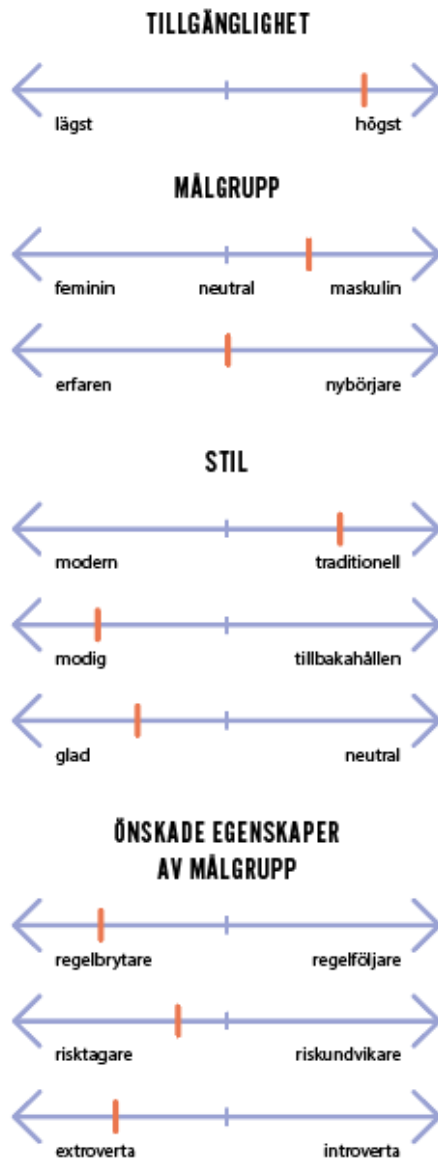 TILLGÄNGLIGHET
lägst högst
MÅLGRUPP
feminin neutral maskulin
erfaren nybörjare
STIL
modern traditionell
modig tillbakahållen
glad neutral
ÖNSKADE EGENSKAPER
AV MÅLGRUPP
regelbrytare regelföljare
risktagare riskundvikare
extroverta introverta